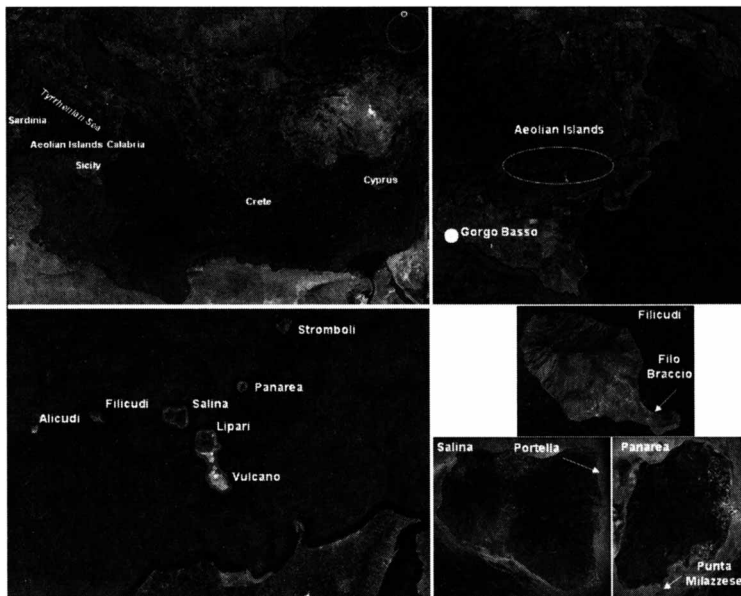 Tyrrhenian Sea
Sardinia
Aeolian Islands Calabria
Sicily
Crete
Cyprus
Aeolian Islands
Gorgo Basso
Stromboli
Panarea
Filicudi
Salina
Alicudi
Lipari
Vulcano
Filicudi
Filo
Braccio
Salina
Portella
Panarea
Punta
Milazzese